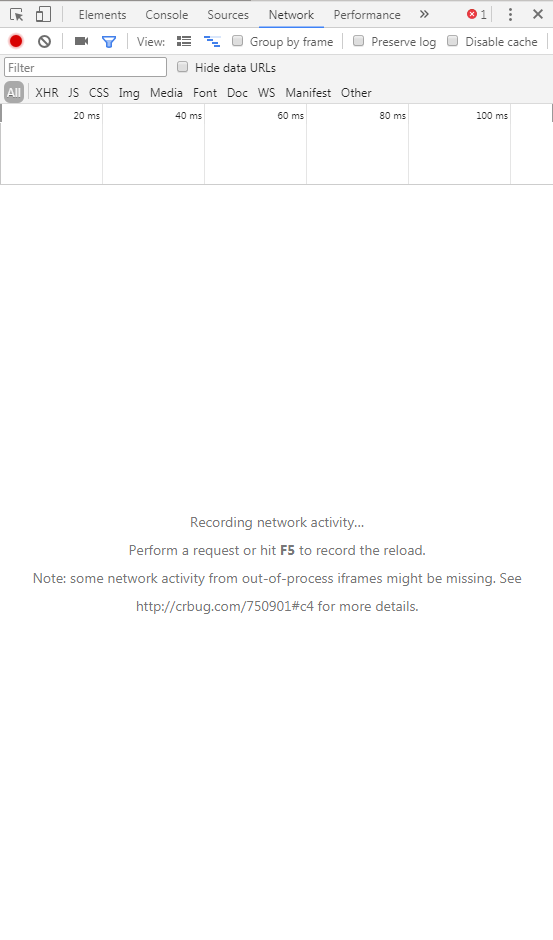 Elements Console Sources Network Performance » 1
View: Group by frame Preserve log Disable cache
Filter Hide data URLs
All XHR JS CSS Img Media Font Doc WS Manifest Other
20 ms 40 ms 60 ms 80 ms 100 ms
Recording network activity…
Perform a request or hit F5 to record the reload.
Note: some network activity from out-of-process iframes might be missing. See
http://crbug.com/750901#c4 for more details.